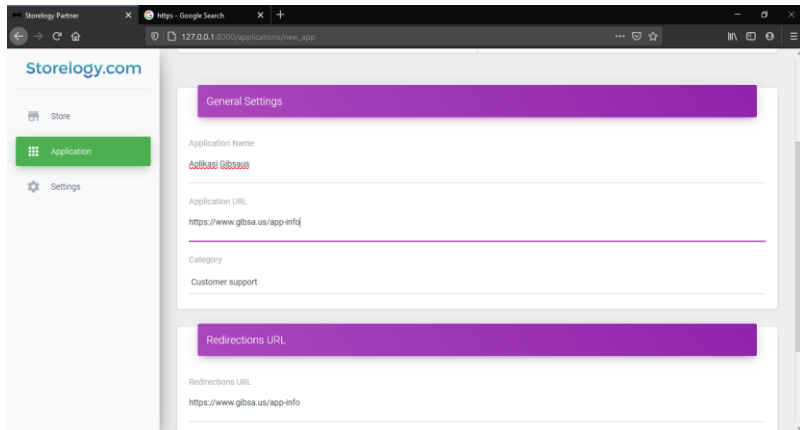 Storelogy Partner
https - Google Search
127.0.0.1:8000/applications/new_app
Storelogy.com
Store
Application
Settings
General Settings
Application Name
Aplikasi Gibsaus
Application URL
https://www.gibsa.us/app-info
Category
Customer support
Redirections URL
Redirections URL
https://www.gibsa.us/app-info